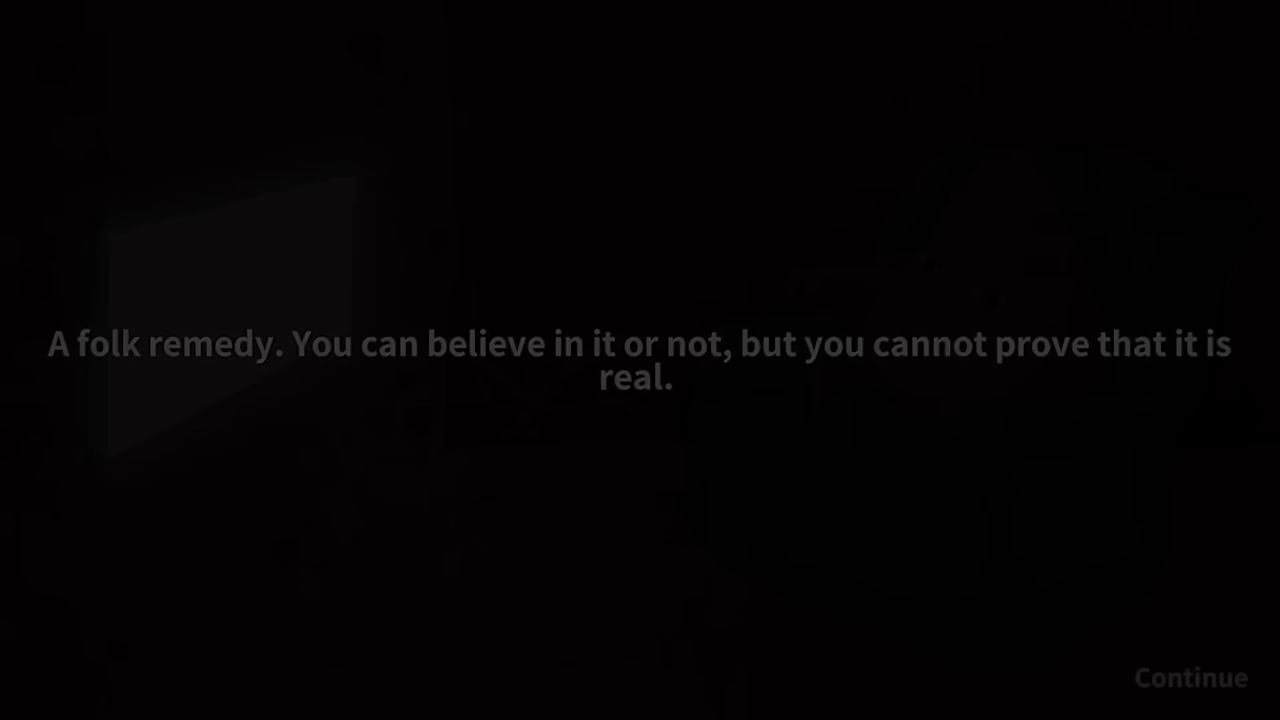 A folk remedy. You can believe in it or not, but you cannot prove that it is
real.
Continue